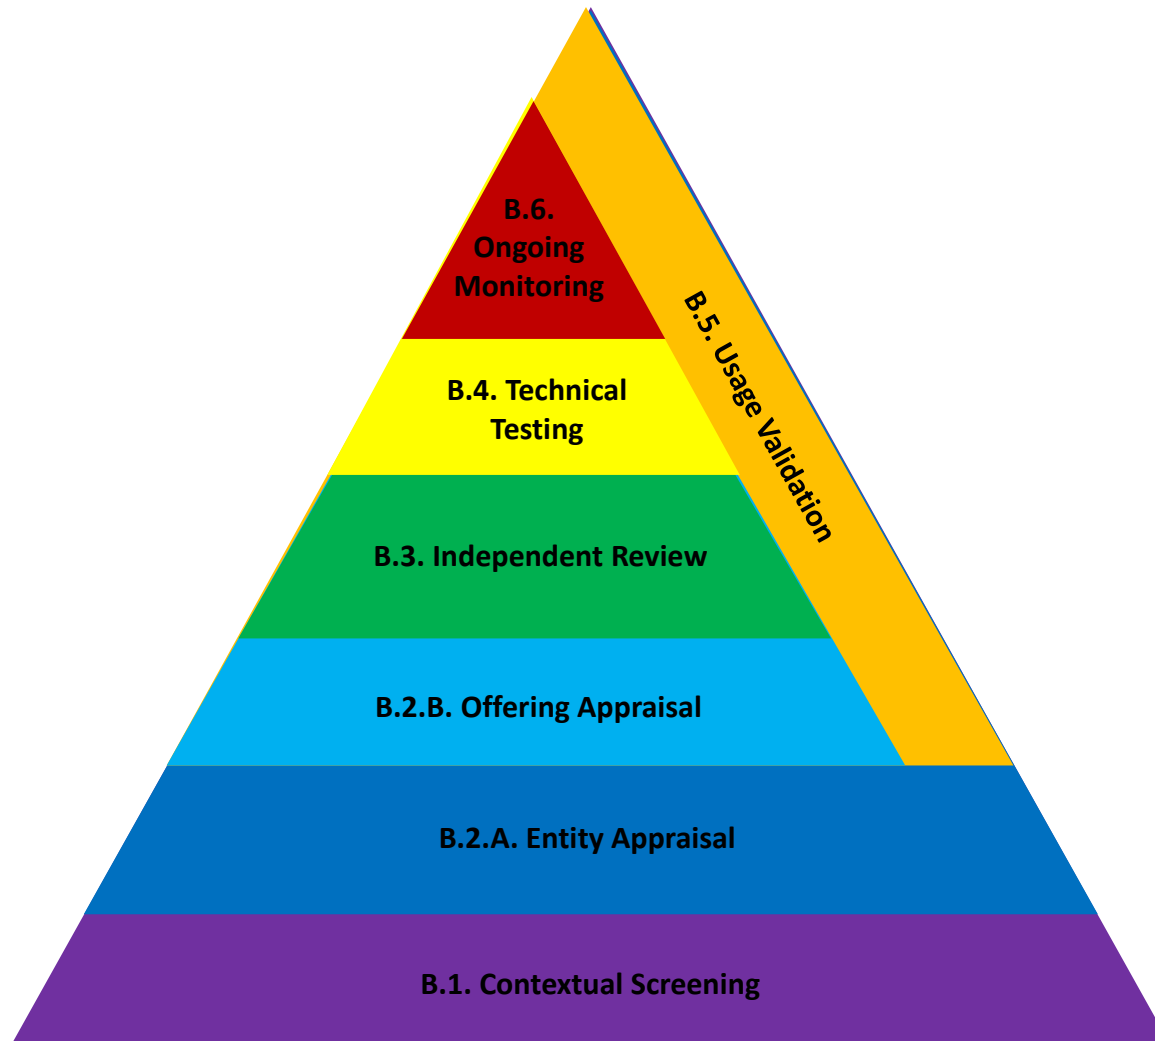 B.6.
Ongoing
Monitoring
B.5. Usage Validation
B.4. Technical
Testing
B.3. Independent Review
B.2.B. Offering Appraisal
B.2.A. Entity Appraisal
B.1. Contextual Screening